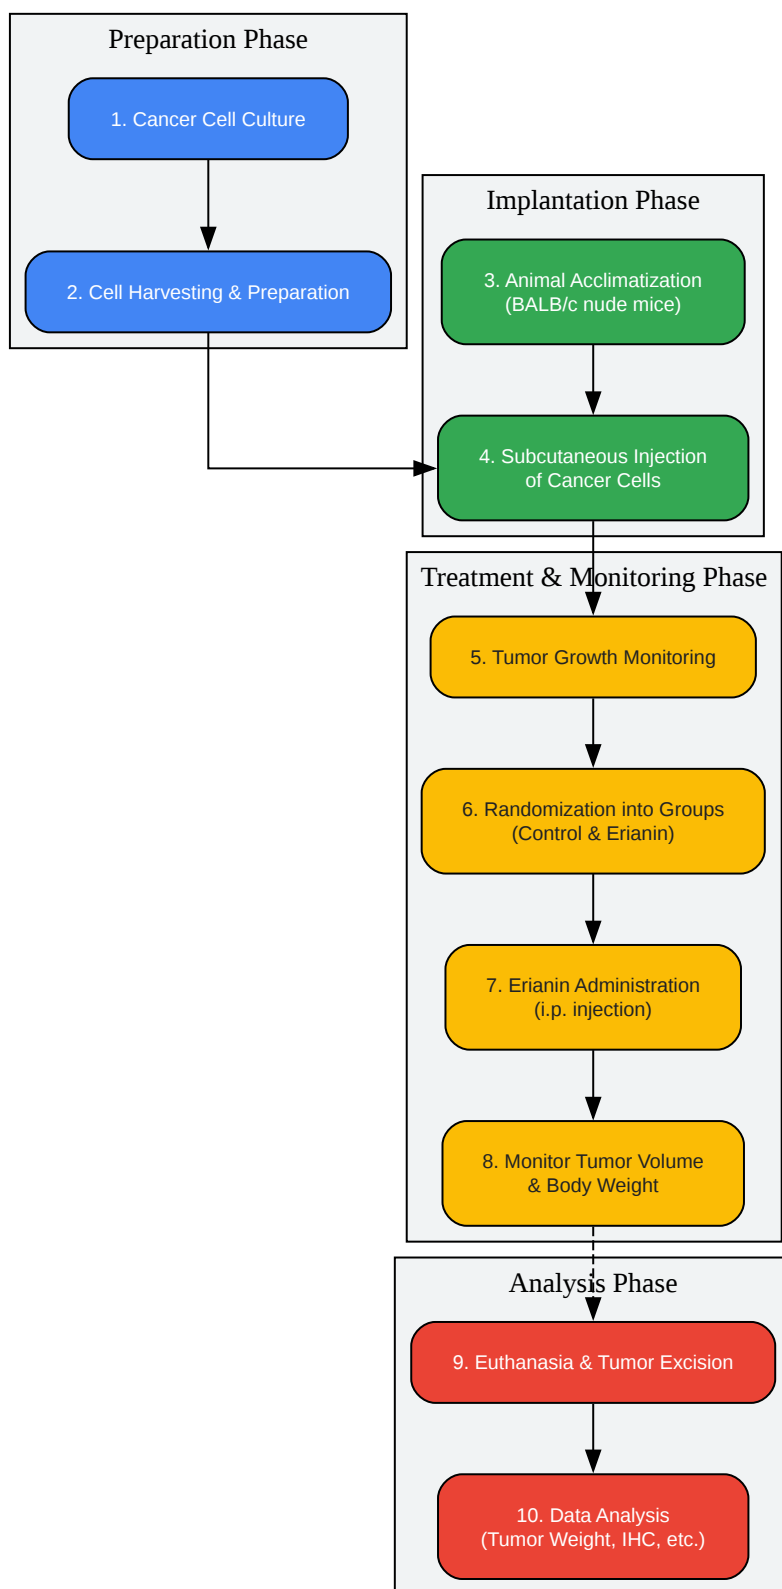 Preparation Phase
1. Cancer Cell Culture
2. Cell Harvesting & Preparation
Implantation Phase
3. Animal Acclimatization
(BALB/c nude mice)
4. Subcutaneous Injection
of Cancer Cells
Treatment & Monitoring Phase
5. Tumor Growth Monitoring
6. Randomization into Groups
(Control & Erianin)
7. Erianin Administration
(i.p. injection)
8. Monitor Tumor Volume
& Body Weight
Analysis Phase
9. Euthanasia & Tumor Excision
10. Data Analysis
(Tumor Weight, IHC, etc.)